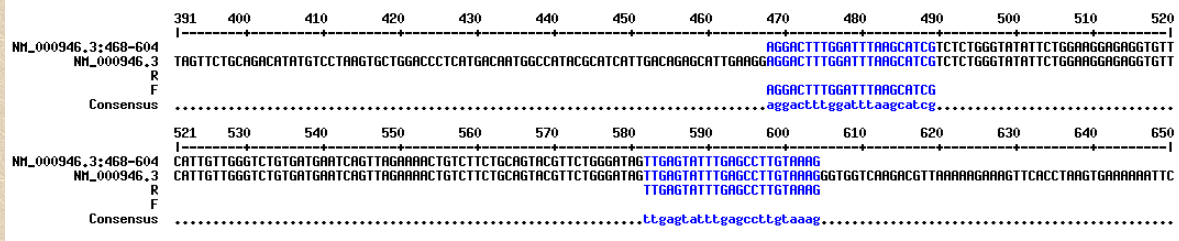 391 400 410 420 430 440 450 460 470 480 490 500 510 520
|--------+---------+---------+---------+---------+---------+---------+---------+---------+---------+---------+---------+---------|
NM_000946.3:468-604 AGGACTTTGGATTTAAGCATCGTCTCTGGGTATATTCTGGAAGGAGAGGTGTT
NM_000946.3 TAGTTCTGCAGACATATGTCCTAAGTGCTGGACCCTCATGACAATGGCCATACGCATCATTGACAGAGCATTGAAGGAGGACTTTGGATTTAAGCATCGTCTCTGGGTATATTCTGGAAGGAGAGGTGTT
R
F AGGACTTTGGATTTAAGCATCG
Consensus .............................................................................aggactttggatttaagcatcg...............................
521 530 540 550 560 570 580 590 600 610 620 630 640 650
|--------+---------+---------+---------+---------+---------+---------+---------+---------+---------+---------+---------+---------|
NM_000946.3:468-604 CATTGTTGGGTCTGTGATGAATCAGTTAGAAAACTGTCTTCTGCAGTACGTTCTGGGATAGTTGAGTATTTGAGCCTTGTAAAG
NM_000946.3 CATTGTTGGGTCTGTGATGAATCAGTTAGAAAACTGTCTTCTGCAGTACGTTCTGGGATAGTTGAGTATTTGAGCCTTGTAAAGGGTGGTCAAGACGTTAAAAAGAAAGTTCACCTAAGTGAAAAAATTC
R TTGAGTATTTGAGCCTTGTAAAG
F
Consensus .............................................................ttgagtatttgagccttgtaaag..............................................